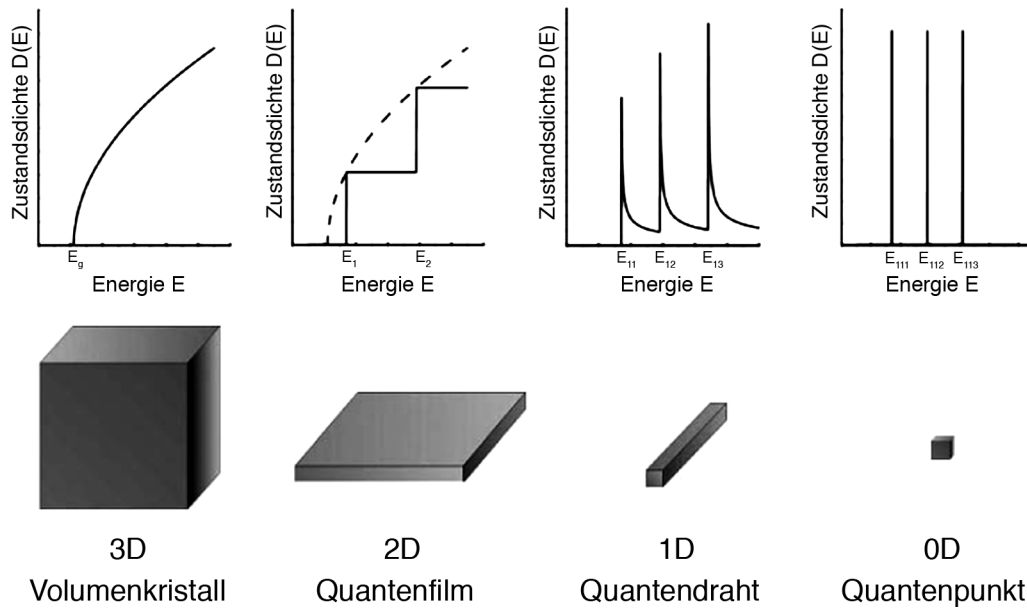 Zustandsdichte D(E)
E_g
Energie E
Zustandsdichte D(E)
E_1 E_2
Energie E
Zustandsdichte D(E)
E_11 E_12 E_13
Energie E
Zustandsdichte D(E)
E_111 E_112 E_113
Energie E
3D
Volumenkristall
2D
Quantenfilm
1D
Quantendraht
0D
Quantenpunkt